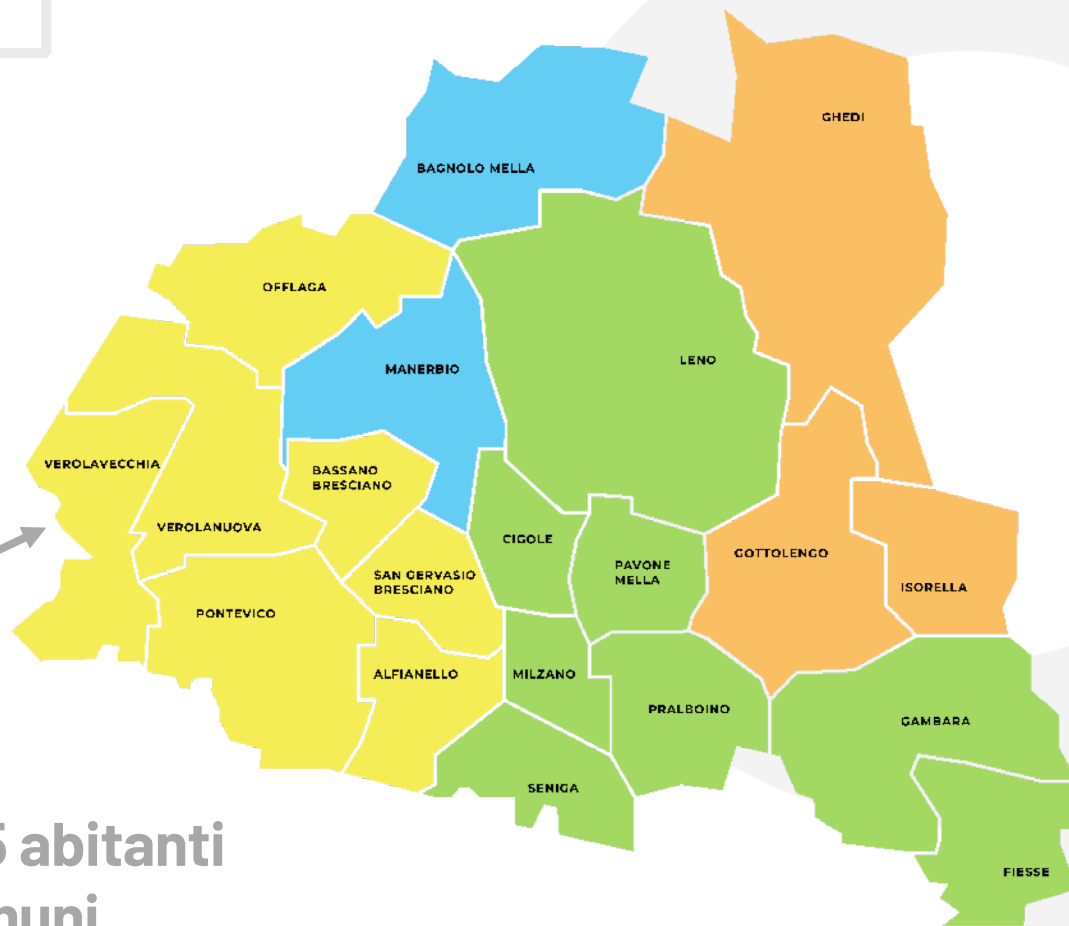 GHEDI
BAGNOLO MELLA
OFFLAGA
LENO
MANERBIO
VEROLAVECCHIA
BASSANO
BRESCIANO
VEROLANUOVA
CIGOLE
GOTTOLENGO
PAVONE
MELLA
SAN GERVASIO
BRESCIANO
ISORELLA
PONTEVICO
ALFIANELLO
MILZANO
PRALBOINO
GAMBARA
SENIGA
abitanti
FIESSE